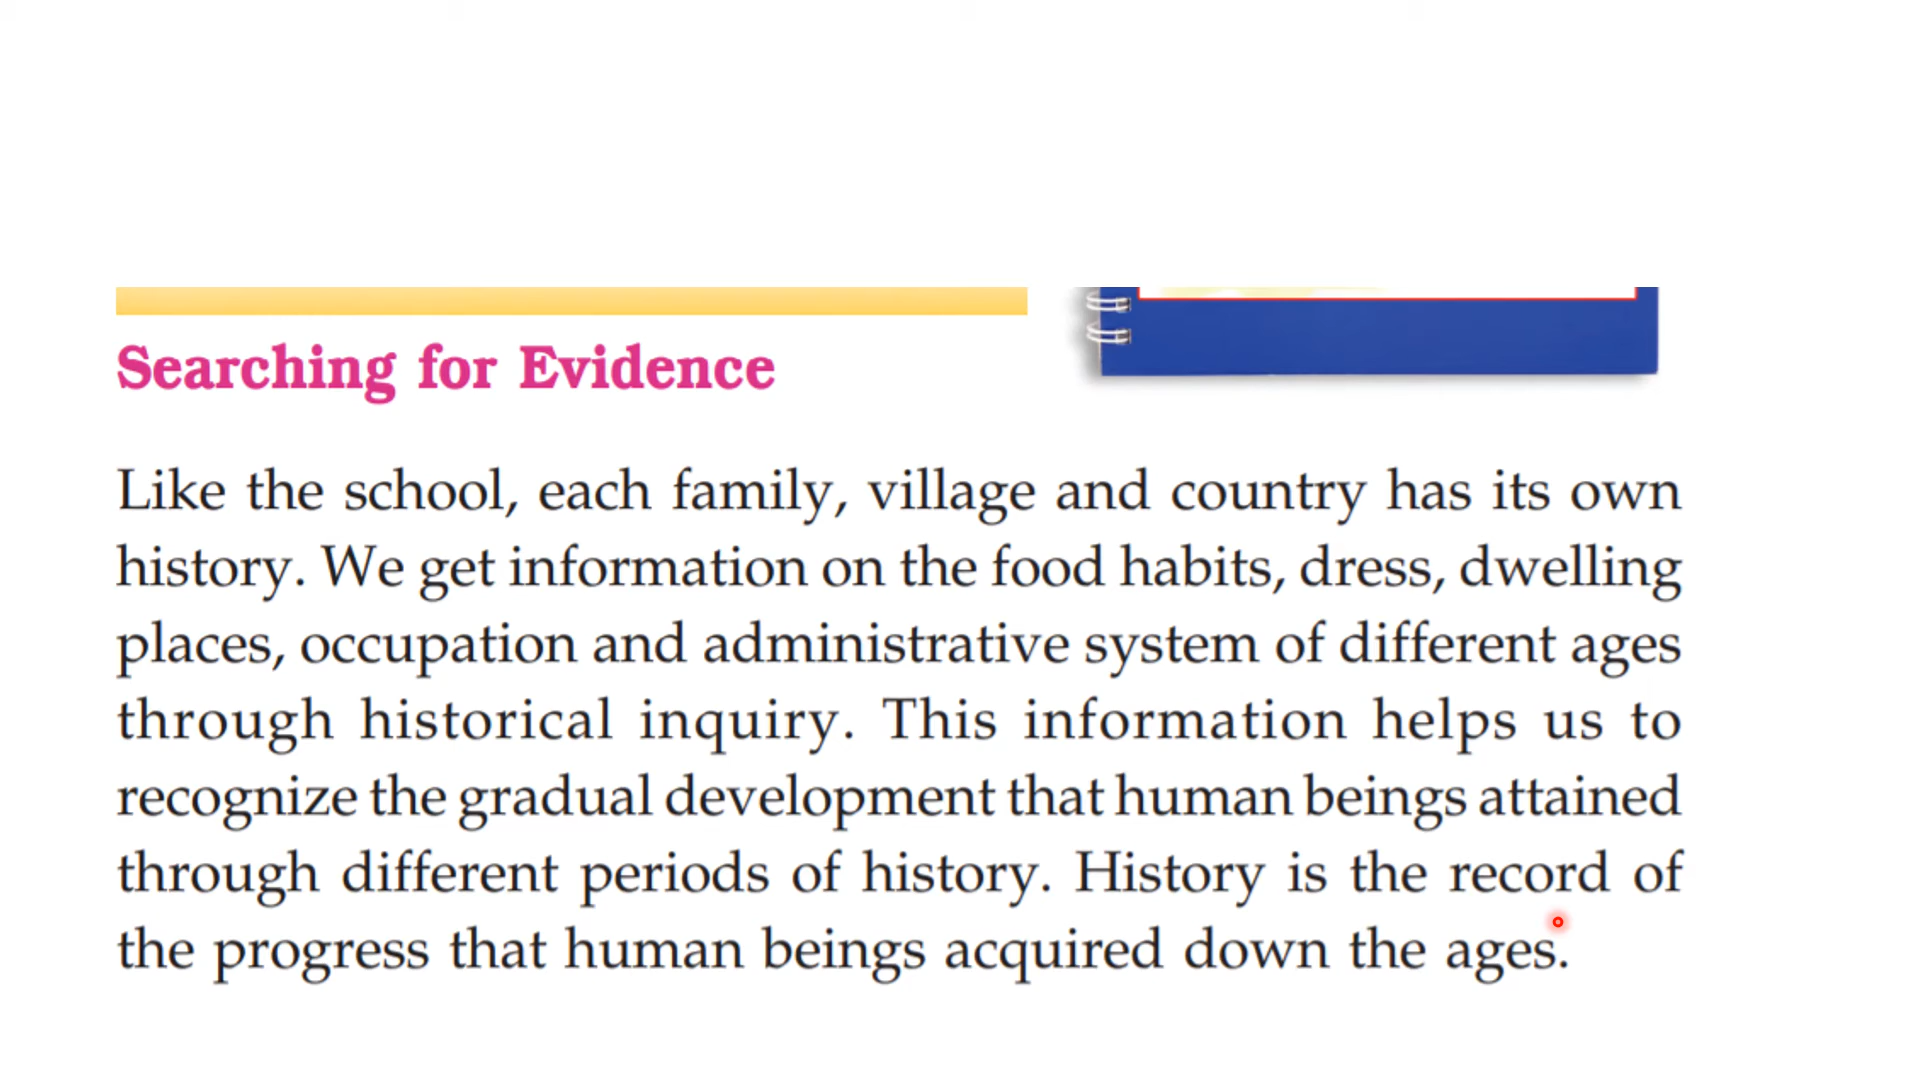 Searching for Evidence
Like the school, each family, village and country has its own
history. We get information on the food habits, dress, dwelling
places, occupation and administrative system of different ages
through historical inquiry. This information helps us to
recognize the gradual development that human beings attained
through different periods of history. History is the record of
the progress that human beings acquired down the ages.